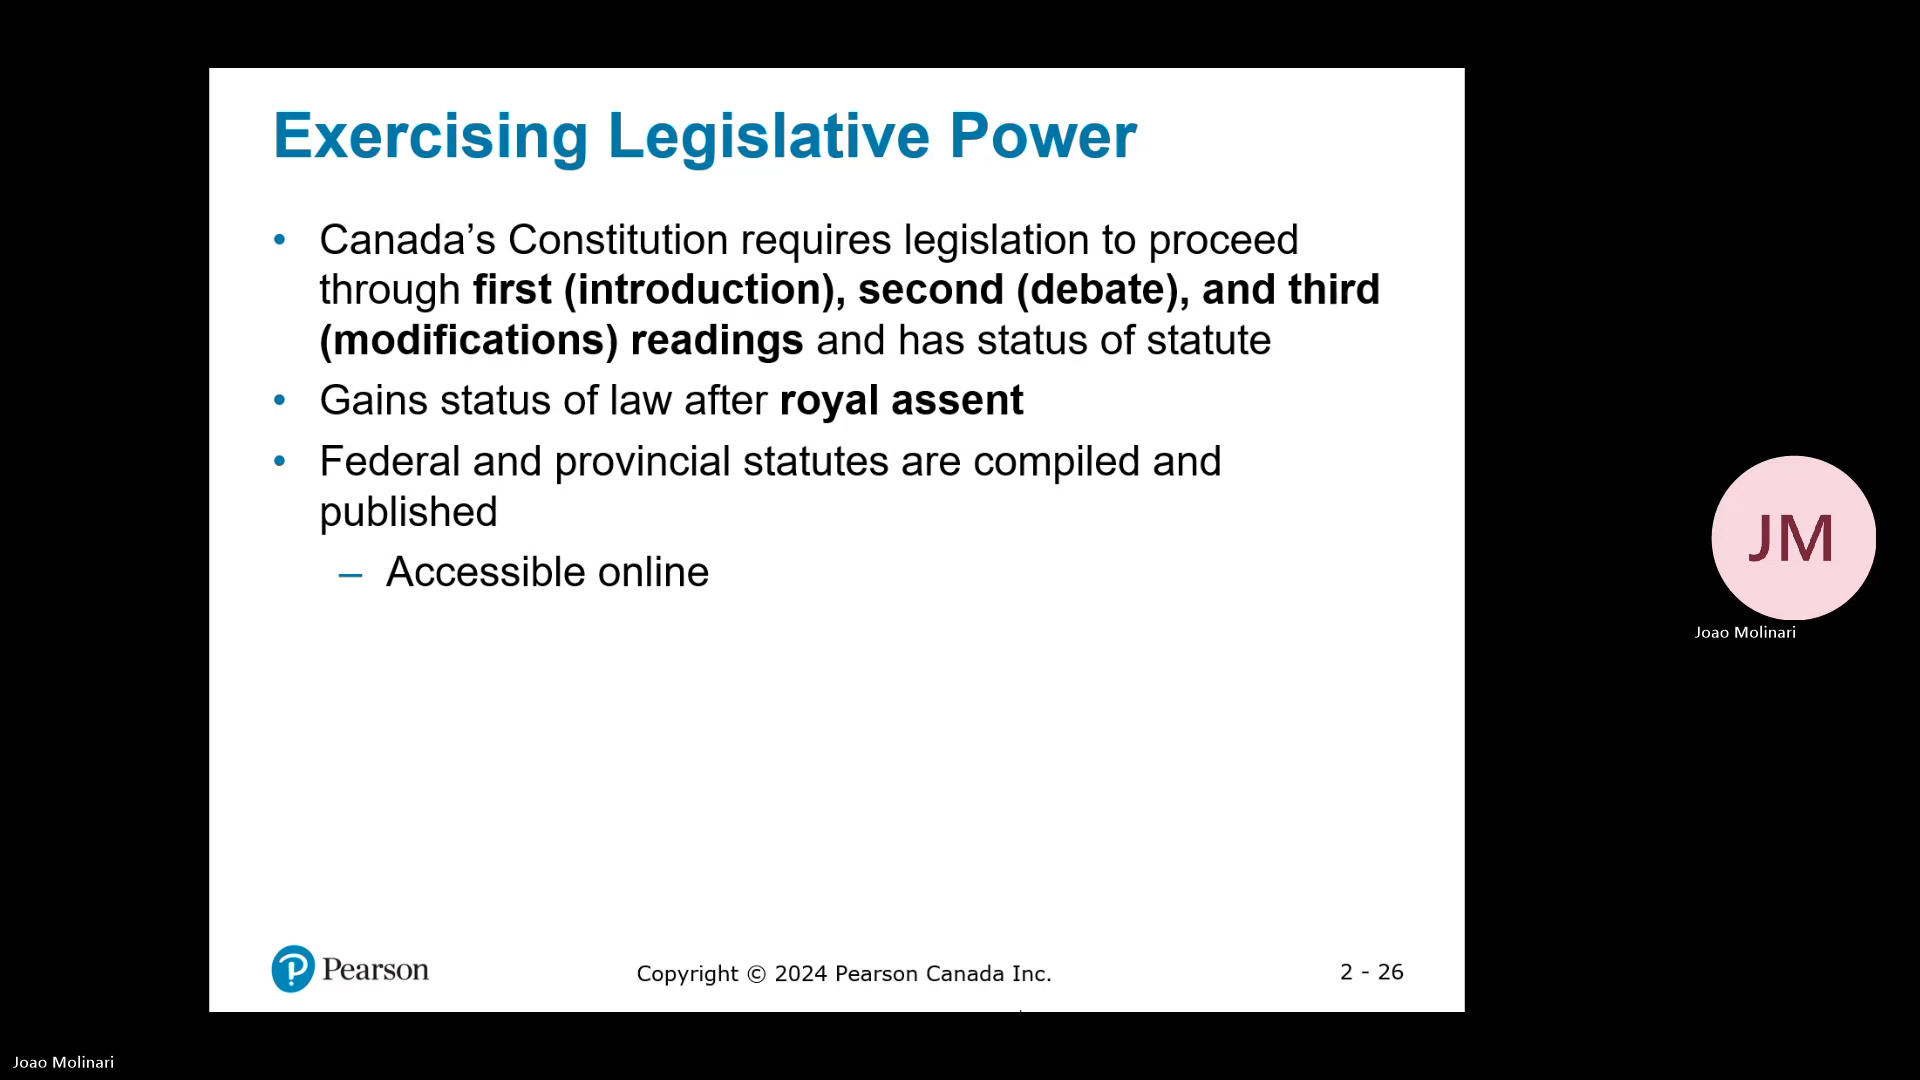 Exercising Legislative Power
• Canada’s Constitution requires legislation to proceed
through first (introduction), second (debate), and third
(modifications) readings and has status of statute
• Gains status of law after royal assent
• Federal and provincial statutes are compiled and
published
– Accessible online
Pearson
Copyright © 2024 Pearson Canada Inc.
2 - 26
JM
Joao Molinari
Joao Molinari